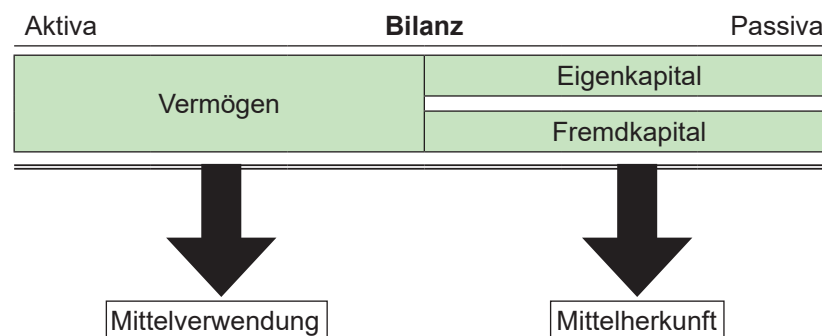 Aktiva Bilanz Passiva
Vermögen
Eigenkapital
Fremdkapital
Mittelverwendung
Mittelherkunft